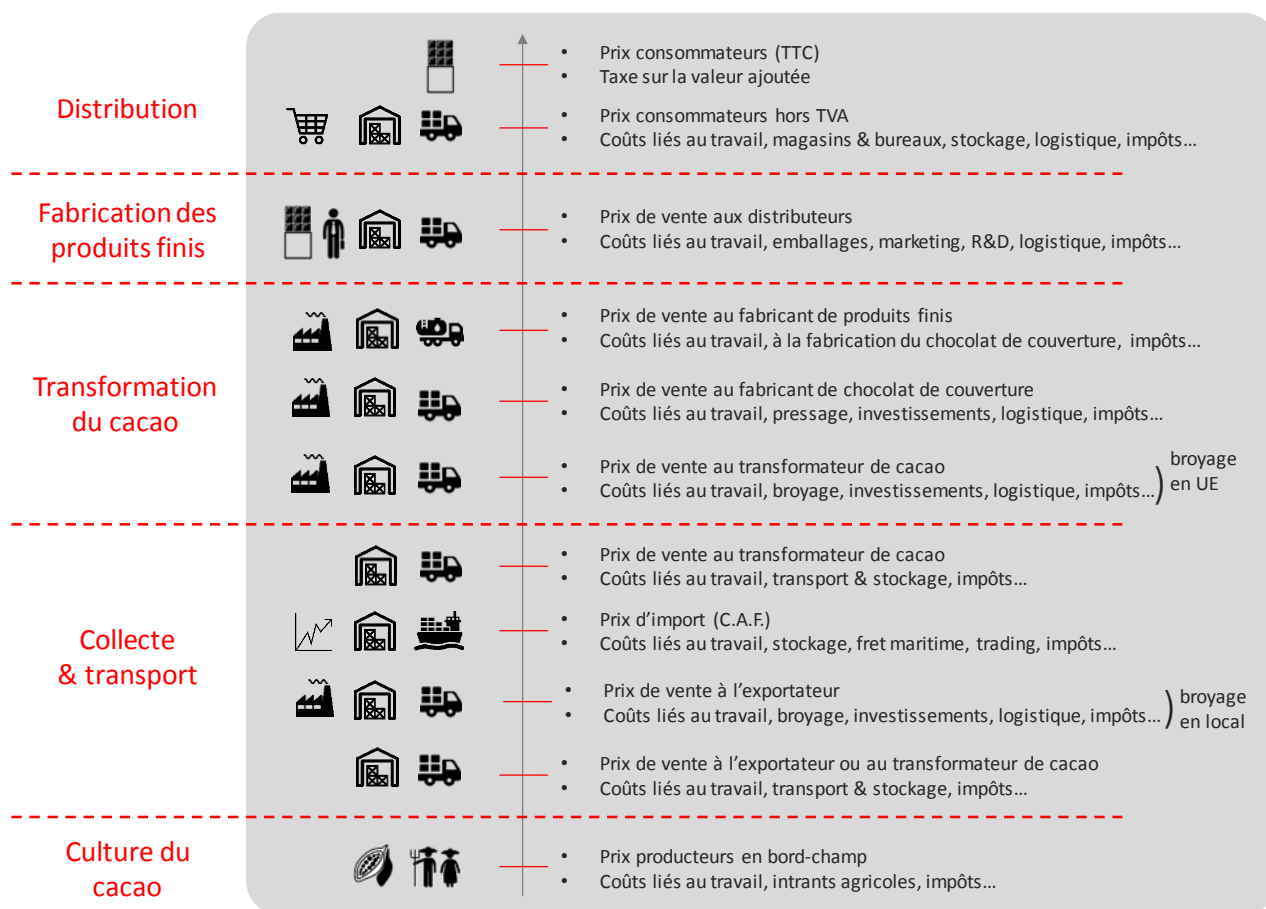 Distribution
• Prix consommateurs (TTC)
• Taxe sur la valeur ajoutée
• Prix consommateurs hors TVA
• Coûts liés au travail, magasins & bureaux, stockage, logistique, impôts…
Fabrication des
produits finis
• Prix de vente aux distributeurs
• Coûts liés au travail, emballages, marketing, R&D, logistique, impôts…
Transformation
du cacao
• Prix de vente au fabricant de produits finis
• Coûts liés au travail, à la fabrication du chocolat de couverture, impôts…
• Prix de vente au fabricant de chocolat de couverture
• Coûts liés au travail, pressage, investissements, logistique, impôts…
• Prix de vente au transformateur de cacao
• Coûts liés au travail, broyage, investissements, logistique, impôts…)
broyage
en UE
Collecte
& transport
• Prix de vente au transformateur de cacao
• Coûts liés au travail, transport & stockage, impôts…
• Prix d’import (C.A.F.)
• Coûts liés au travail, stockage, fret maritime, trading, impôts…
• Prix de vente à l’exportateur
• Coûts liés au travail, broyage, investissements, logistique, impôts…)
broyage
en local
• Prix de vente à l’exportateur ou au transformateur de cacao
• Coûts liés au travail, transport & stockage, impôts…
Culture du
cacao
• Prix producteurs en bord-champ
• Coûts liés au travail, intrants agricoles, impôts…